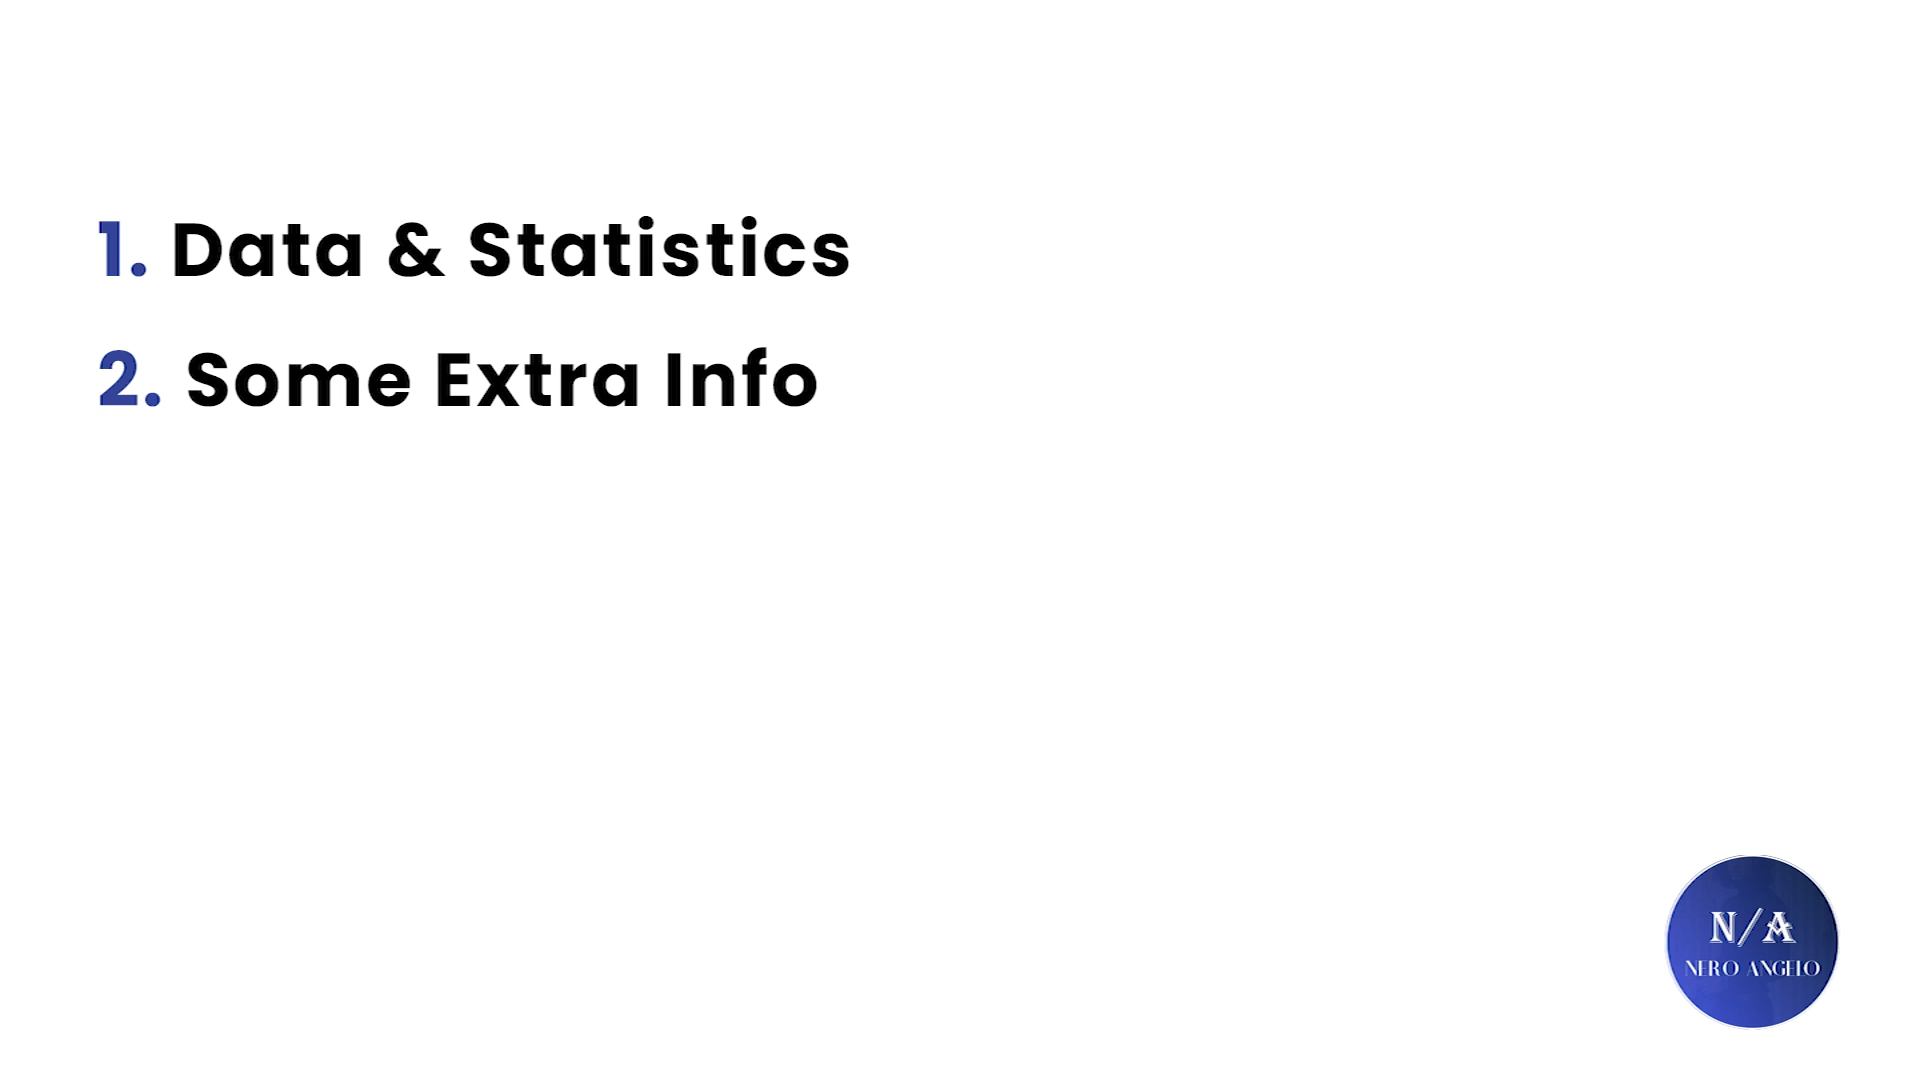 1. Data & Statistics
2. Some Extra Info
N/A
NERO ANGELO